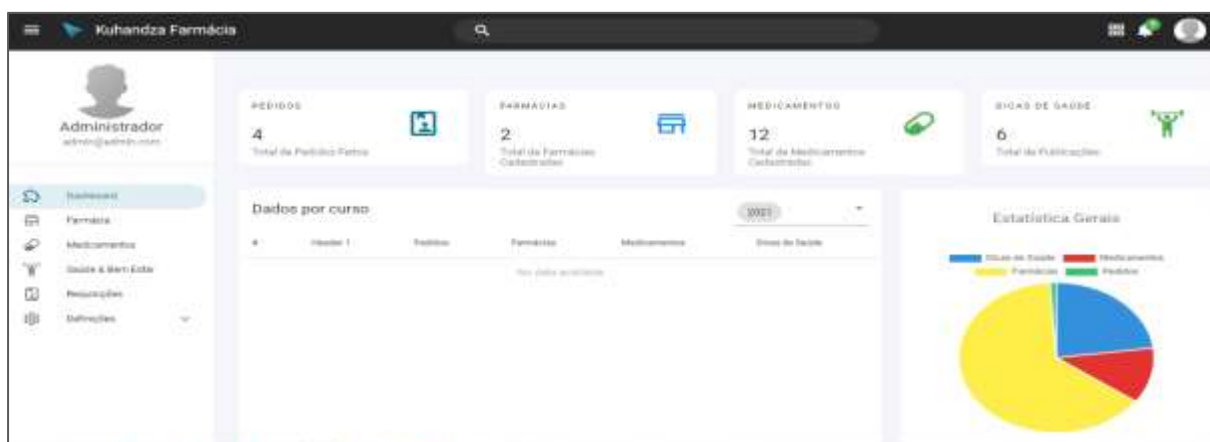 Kuhandza Farmácia
Administrador
admin@admin.com
Dashboard
Farmácia
Medicamentos
Saúde & Bem Estar
Requisições
Definições
PEDIDOS
4
Total de Pedidos Feitos
FARMÁCIAS
2
Total de Farmácias
Cadastradas
MEDICAMENTOS
12
Total de Medicamentos
Cadastrados
DICAS DE SAÚDE
6
Total de Publicações
Dados por curso
2021
# Header 1 Pedidos Farmácias Medicamentos Dicas de Saúde
No data available
Estatística Gerais
Dicas de Saúde Medicamentos
Farmácias Pedidos